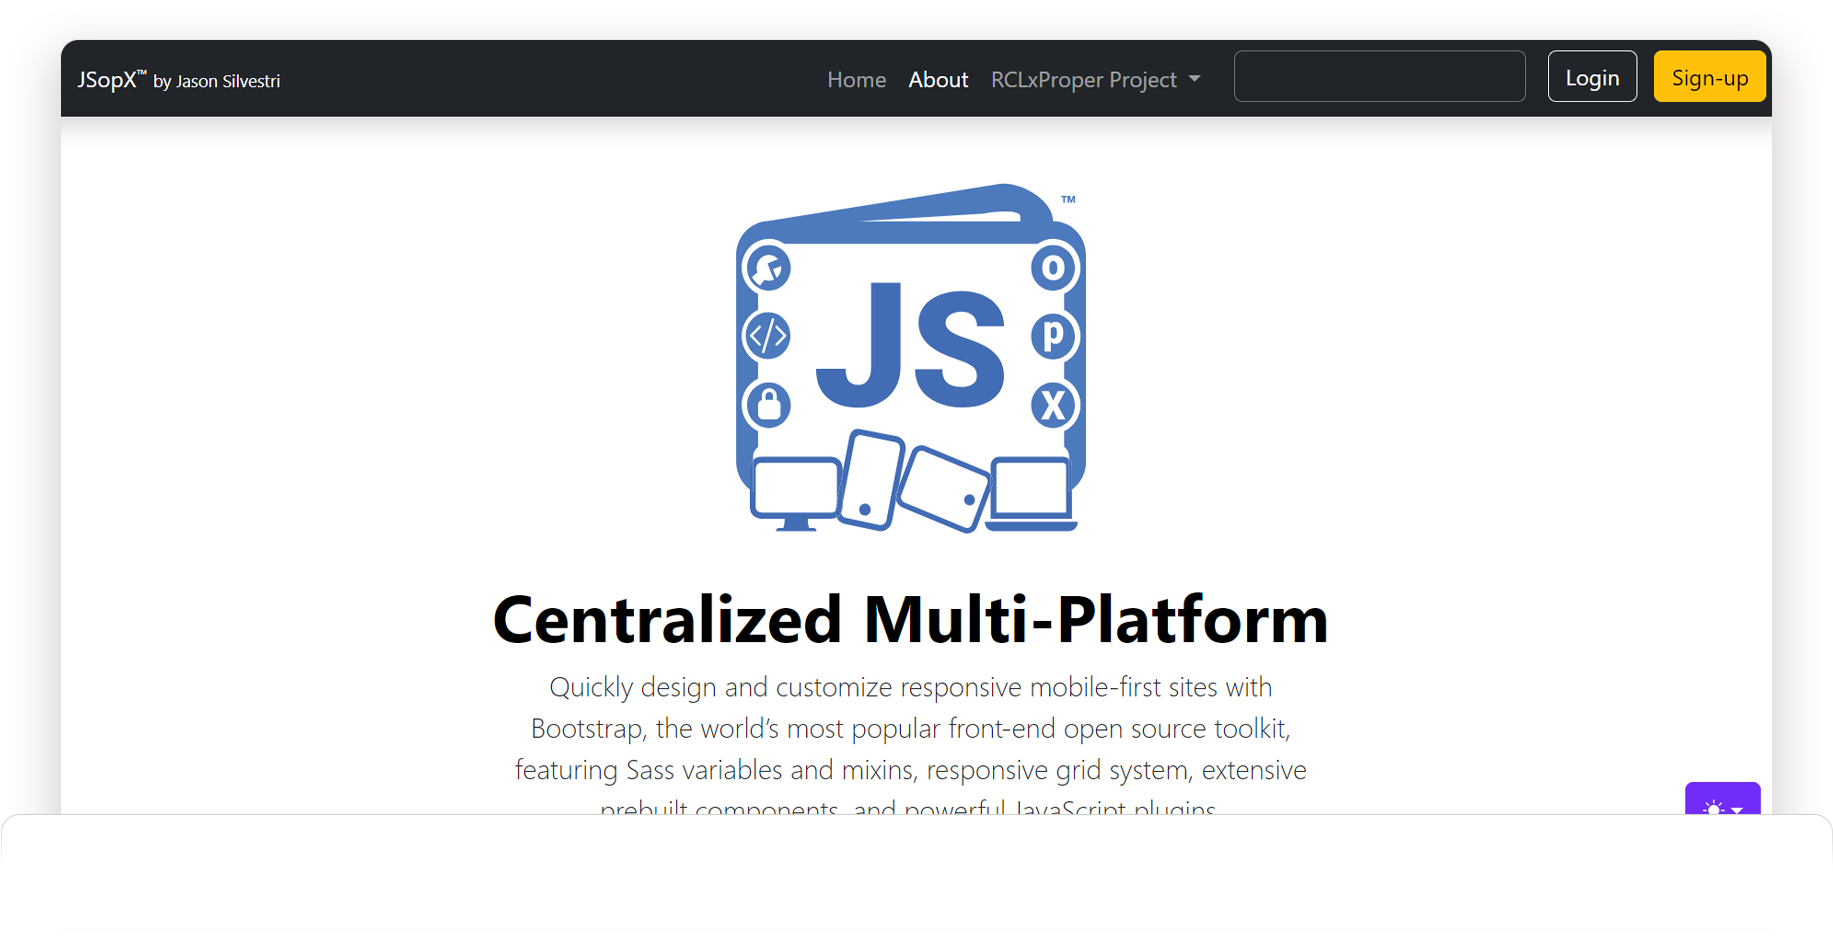 JSopX™ by Jason Silvestri
Home About RCLxProper Project Login Sign-up
™
JS
o
p
X
</>
Centralized Multi-Platform
Quickly design and customize responsive mobile-first sites with
Bootstrap, the world’s most popular front-end open source toolkit,
featuring Sass variables and mixins, responsive grid system, extensive
prebuilt components, and powerful JavaScript plugins.